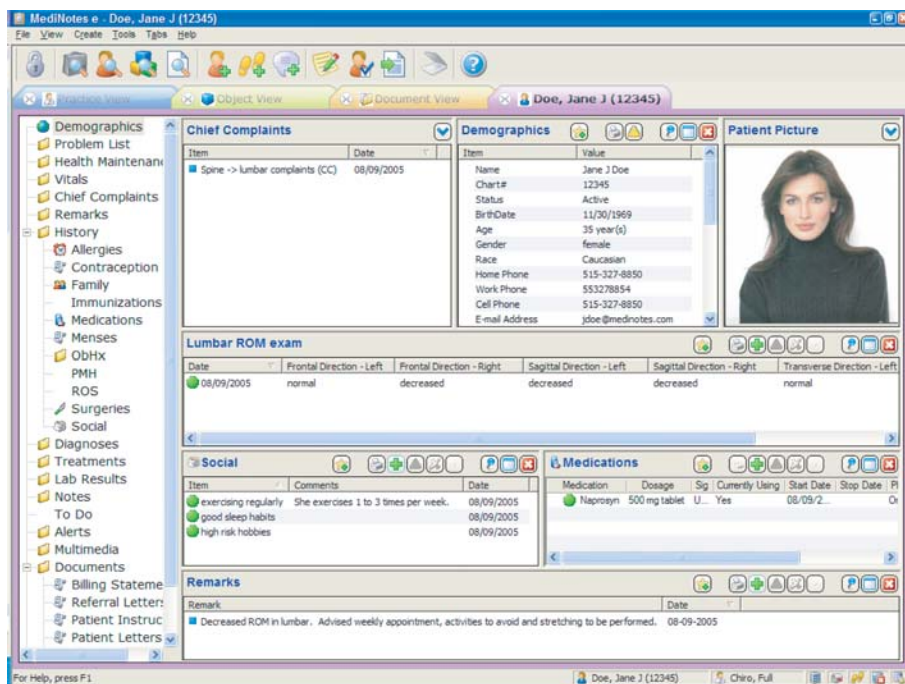 MediNotes e - Doe, Jane J (12345)
File View Create Tools Tabs Help
Practice View Object View Document View Doe, Jane J (12345)
Demographics
Problem List
Health Maintenanc
Vitals
Chief Complaints
Remarks
History
Allergies
Contraception
Family
Immunizations
Medications
Menses
ObHx
PMH
ROS
Surgeries
Social
Diagnoses
Treatments
Lab Results
Notes
To Do
Alerts
Multimedia
Documents
Billing Stateme
Referral Letters
Patient Instruc
Patient Letters
Chief Complaints
Item Date
Spine -> lumbar complaints (CC) 08/09/2005
Demographics
Item Value
Name Jane J Doe
Chart# 12345
Status Active
BirthDate 11/30/1969
Age 35 year(s)
Gender female
Race Caucasian
Home Phone 515-327-8850
Work Phone 553278854
Cell Phone 515-327-8850
E-mail Address jdoe@medinotes.com
Patient Picture
Lumbar ROM exam
Date Frontal Direction - Left Frontal Direction - Right Sagittal Direction - Left Sagittal Direction - Right Transverse Direction - Left
08/09/2005 normal decreased decreased decreased normal
Social
Item Comments Date
exercising regularly She exercises 1 to 3 times per week. 08/09/2005
good sleep habits 08/09/2005
high risk hobbies 08/09/2005
Medications
Medication Dosage Sig Currently Using Start Date Stop Date Pl
Naprosyn 500 mg tablet U... Yes 08/09/2... Or
Remarks
Remark Date
Decreased ROM in lumbar. Advised weekly appointment, activities to avoid and stretching to be performed. 08-09-2005
For Help, press F1 Doe, Jane J (12345) Chiro, Full